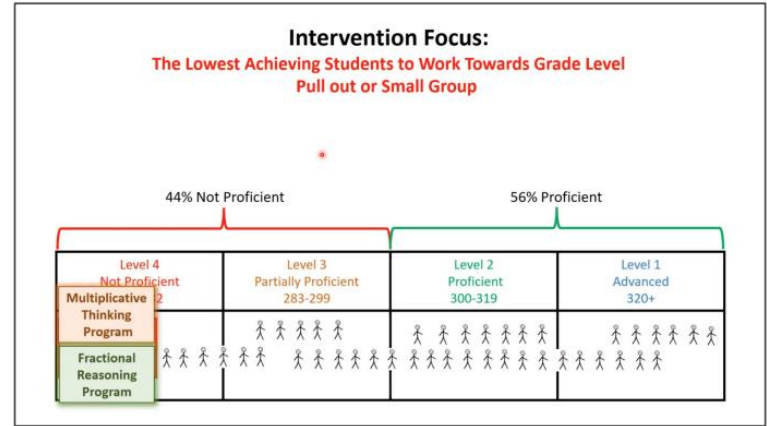 Intervention Focus:
The Lowest Achieving Students to Work Towards Grade Level
Pull out or Small Group
44% Not Proficient
56% Proficient
Level 4
Not Proficient
2
Level 3
Partially Proficient
283-299
Level 2
Proficient
300-319
Level 1
Advanced
320+
Multiplicative
Thinking
Program
Fractional
Reasoning
Program